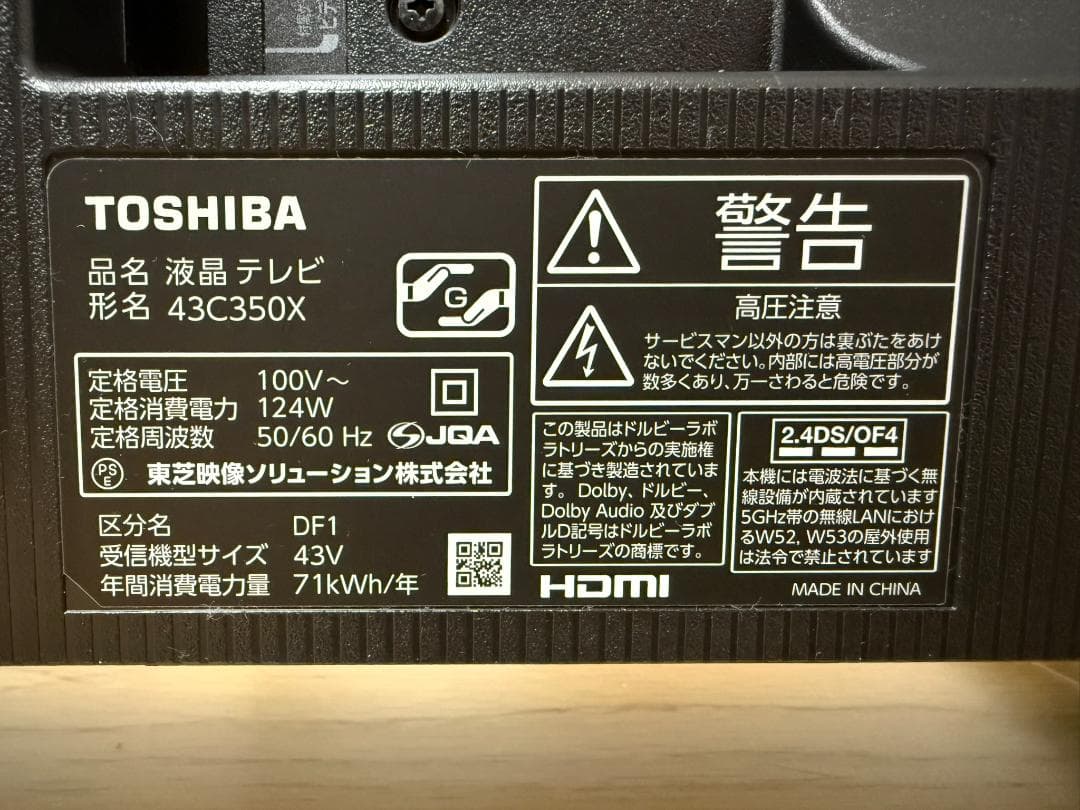 TOSHIBA
品名 液晶テレビ
形名 43C350X
G
定格電圧 100V～
定格消費電力 124W
定格周波数 50/60 Hz
JQA
PS
E
東芝映像ソリューション株式会社
区分名 DF1
受信機型サイズ 43V
年間消費電力量 71kWh/年
警告
高圧注意
サービスマン以外の方は裏ぶたをあけ
ないでください。内部には高電圧部分が
数多くあり、万一さわると危険です。
この製品はドルビーラボ
ラトリーズからの実施権
に基づき製造されていま
す。Dolby、ドルビー、
Dolby Audio 及びダブ
ルD記号はドルビーラボ
ラトリーズの商標です。
2.4DS/OF4
本機には電波法に基づく無
線設備が内蔵されています
5GHz帯の無線LANにおけ
るW52, W53の屋外使用
は法令で禁止されています
HDMI
MADE IN CHINA